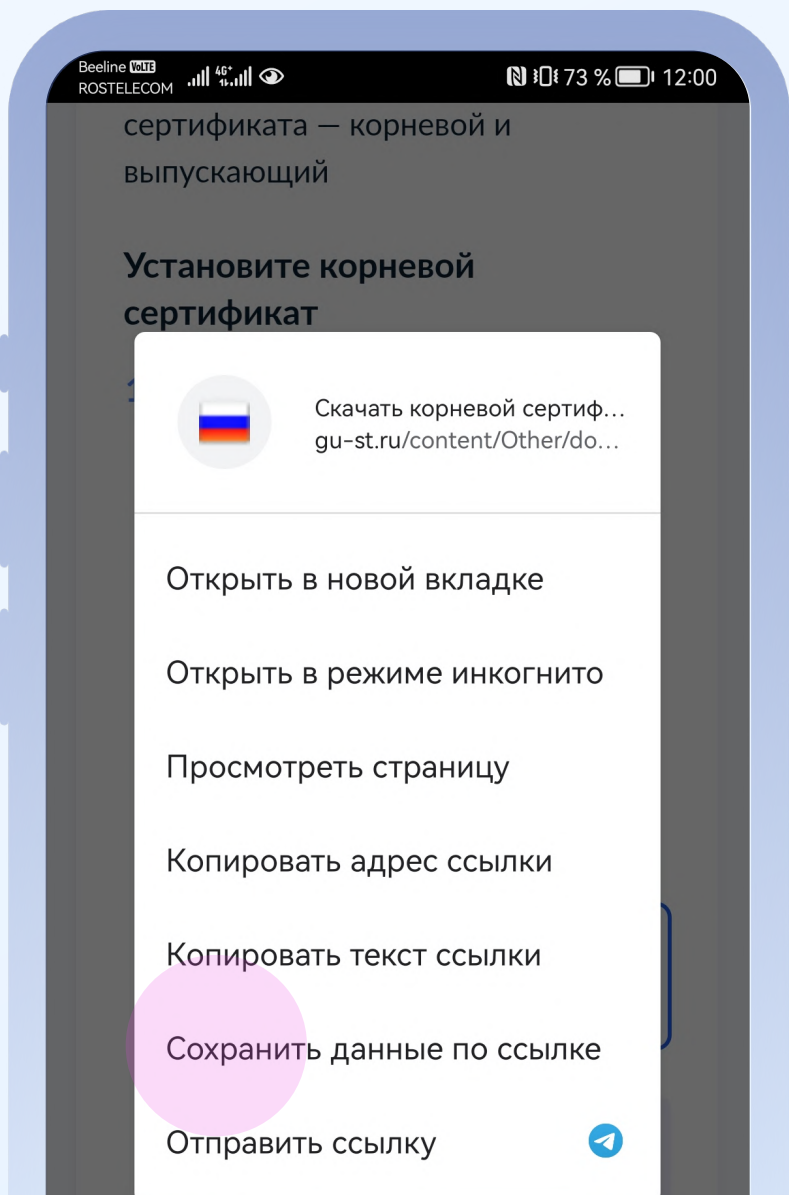 Beeline VoLTE
ROSTELECOM
4G+
73 %
12:00
сертификата — корневой и
выпускающий
Установите корневой
сертификат
Скачать корневой сертиф...
gu-st.ru/content/Other/do...
Открыть в новой вкладке
Открыть в режиме инкогнито
Просмотреть страницу
Копировать адрес ссылки
Копировать текст ссылки
Сохранить данные по ссылке
Отправить ссылку